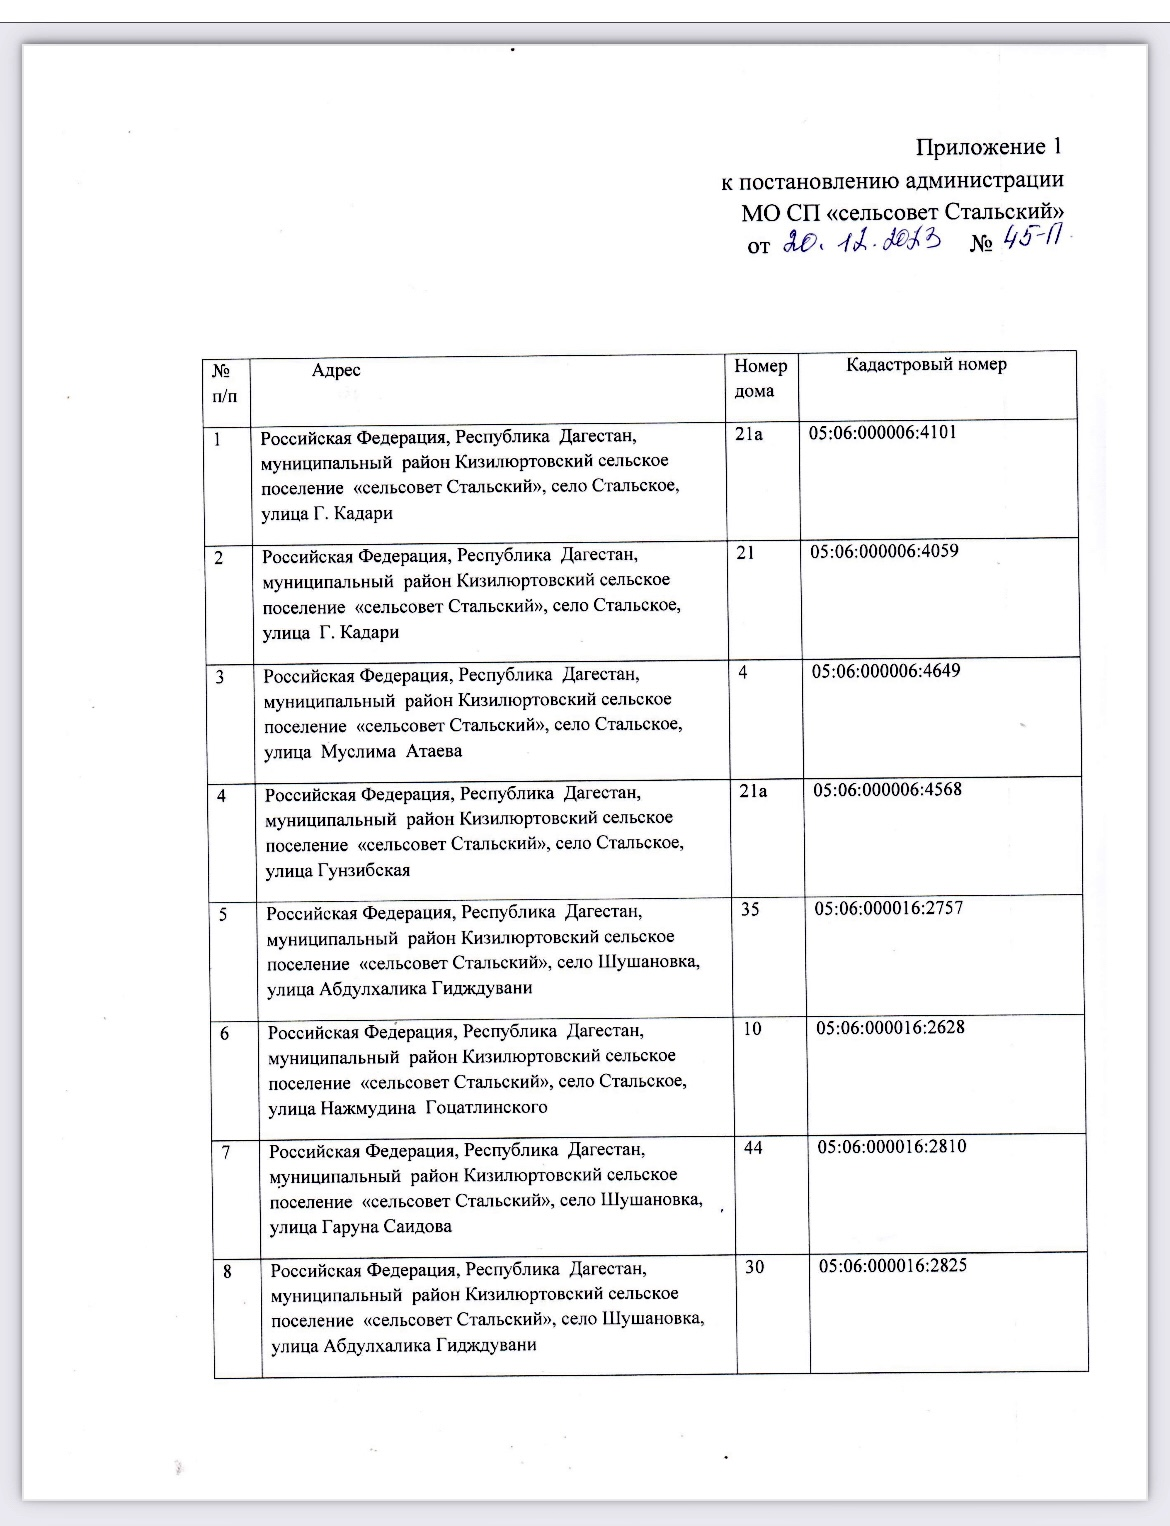 Приложение 1
к постановлению администрации
МО СП «сельсовет Стальский»
от 20.12.2023 № 45-П
№ п/п
Адрес
Номер дома
Кадастровый номер
1
Российская Федерация, Республика Дагестан,
муниципальный район Кизилюртовский сельское
поселение «сельсовет Стальский», село Стальское,
улица Г. Кадари
21а
05:06:000006:4101
2
Российская Федерация, Республика Дагестан,
муниципальный район Кизилюртовский сельское
поселение «сельсовет Стальский», село Стальское,
улица Г. Кадари
21
05:06:000006:4059
3
Российская Федерация, Республика Дагестан,
муниципальный район Кизилюртовский сельское
поселение «сельсовет Стальский», село Стальское,
улица Муслима Атаева
4
05:06:000006:4649
4
Российская Федерация, Республика Дагестан,
муниципальный район Кизилюртовский сельское
поселение «сельсовет Стальский», село Стальское,
улица Гунзибская
21а
05:06:000006:4568
5
Российская Федерация, Республика Дагестан,
муниципальный район Кизилюртовский сельское
поселение «сельсовет Стальский», село Шушановка,
улица Абдулхалика Гидждувани
35
05:06:000016:2757
6
Российская Федерация, Республика Дагестан,
муниципальный район Кизилюртовский сельское
поселение «сельсовет Стальский», село Стальское,
улица Нажмудина Гоцатлинского
10
05:06:000016:2628
7
Российская Федерация, Республика Дагестан,
муниципальный район Кизилюртовский сельское
поселение «сельсовет Стальский», село Шушановка,
улица Гаруна Саидова
44
05:06:000016:2810
8
Российская Федерация, Республика Дагестан,
муниципальный район Кизилюртовский сельское
поселение «сельсовет Стальский», село Шушановка,
улица Абдулхалика Гидждувани
30
05:06:000016:2825